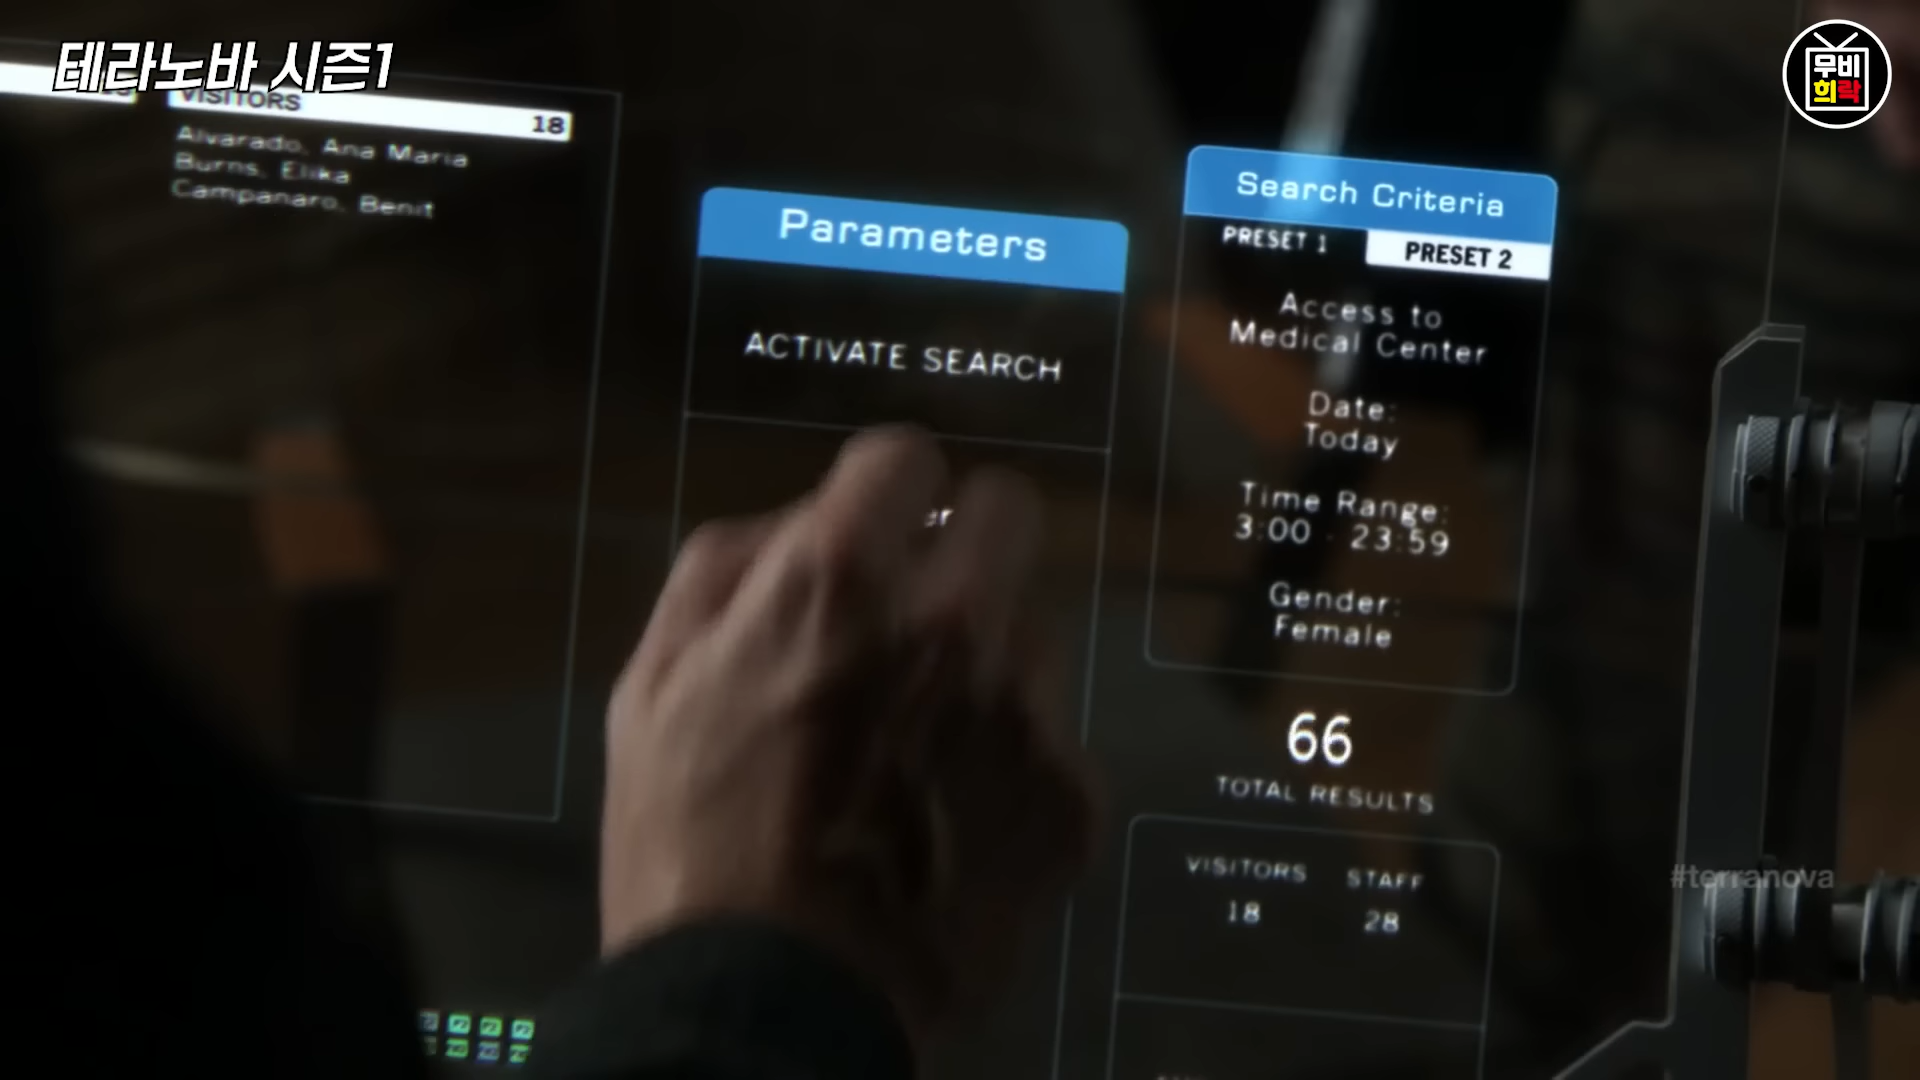 테라노바 시즌1
무비
희락
VISITORS
18
Alvarado, Ana Maria
Burns, Elika
Campanaro, Benit
Parameters
ACTIVATE SEARCH
Search Criteria
PRESET 1
PRESET 2
Access to
Medical Center
Date:
Today
Time Range:
3:00 - 23:59
Gender:
Female
66
TOTAL RESULTS
VISITORS STAFF
18 28
#terranova